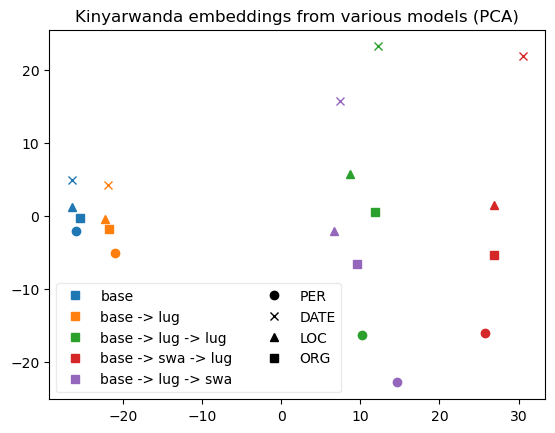 Kinyarwanda embeddings from various models (PCA)
20
10
0
−10
−20
base
base -> lug
base -> lug -> lug
base -> swa -> lug
base -> lug -> swa
PER
DATE
LOC
ORG
−20 −10 0 10 20 30